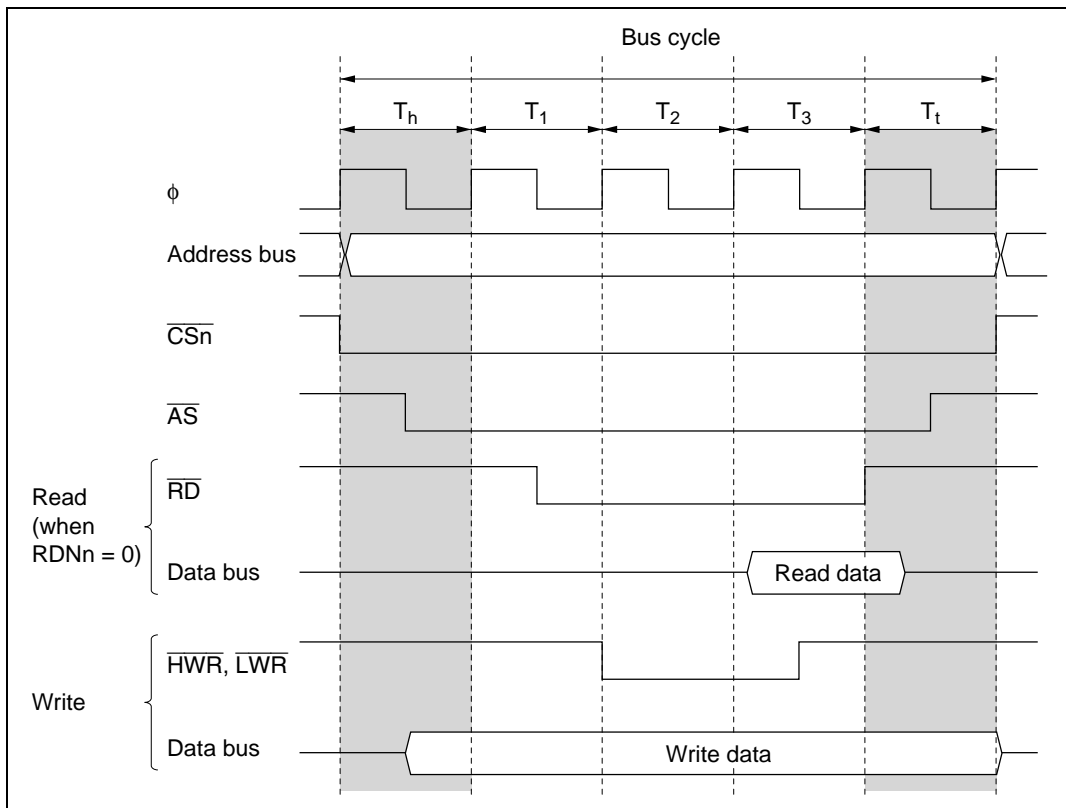 Bus cycle
Th T1 T2 T3 Tt
ϕ
Address bus
CSn
AS
Read
(when
RDNn = 0)
RD
Data bus
Read data
Write
HWR, LWR
Data bus
Write data